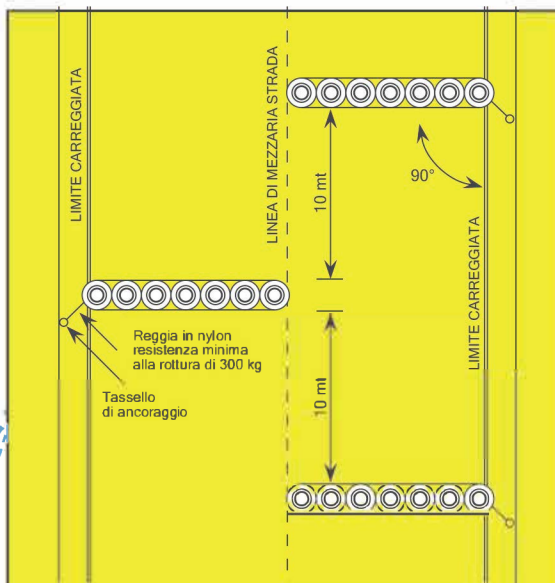 LIMITE CARREGGIATA
LINEA DI MEZZARIA STRADA
10 mt
90°
LIMITE CARREGGIATA
Reggia in nylon
resistenza minima
alla rottura di 300 kg
Tassello
di ancoraggio
10 mt